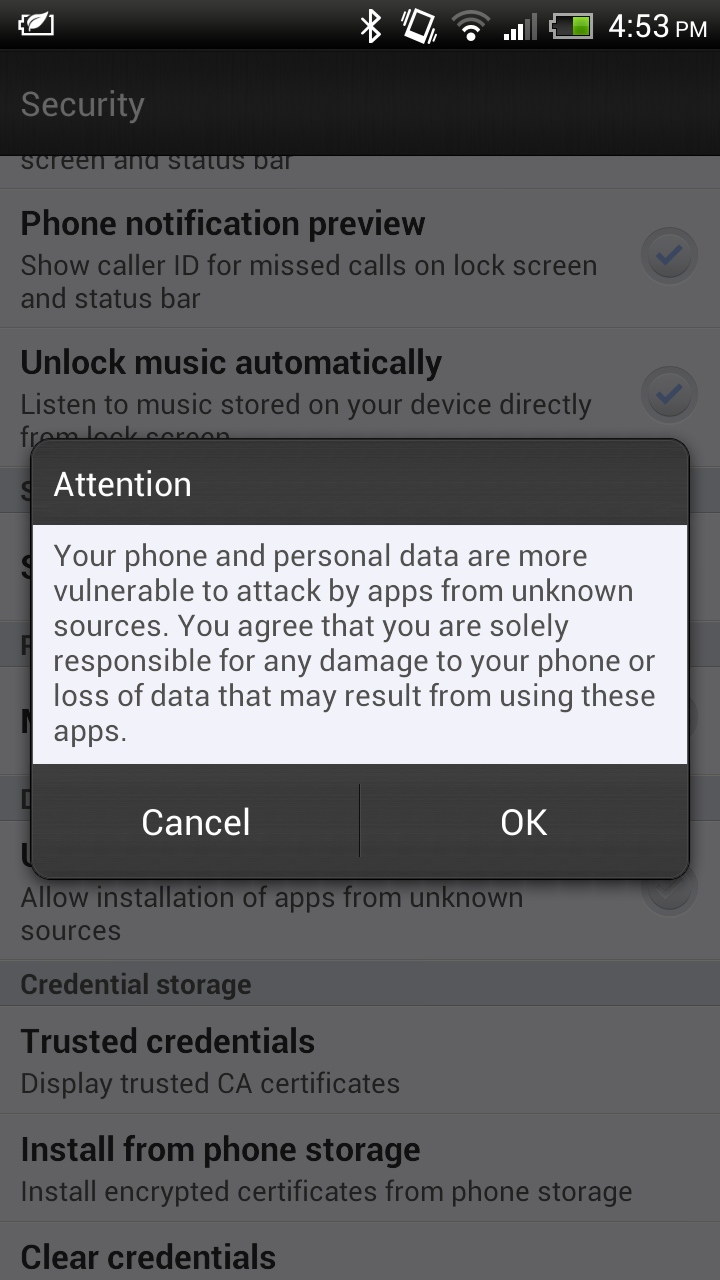 4:53 PM
Security
screen and status bar
Phone notification preview
Show caller ID for missed calls on lock screen
and status bar
Unlock music automatically
Listen to music stored on your device directly
from lock screen
Attention
Your phone and personal data are more
vulnerable to attack by apps from unknown
sources. You agree that you are solely
responsible for any damage to your phone or
loss of data that may result from using these
apps.
Cancel OK
Allow installation of apps from unknown
sources
Credential storage
Trusted credentials
Display trusted CA certificates
Install from phone storage
Install encrypted certificates from phone storage
Clear credentials